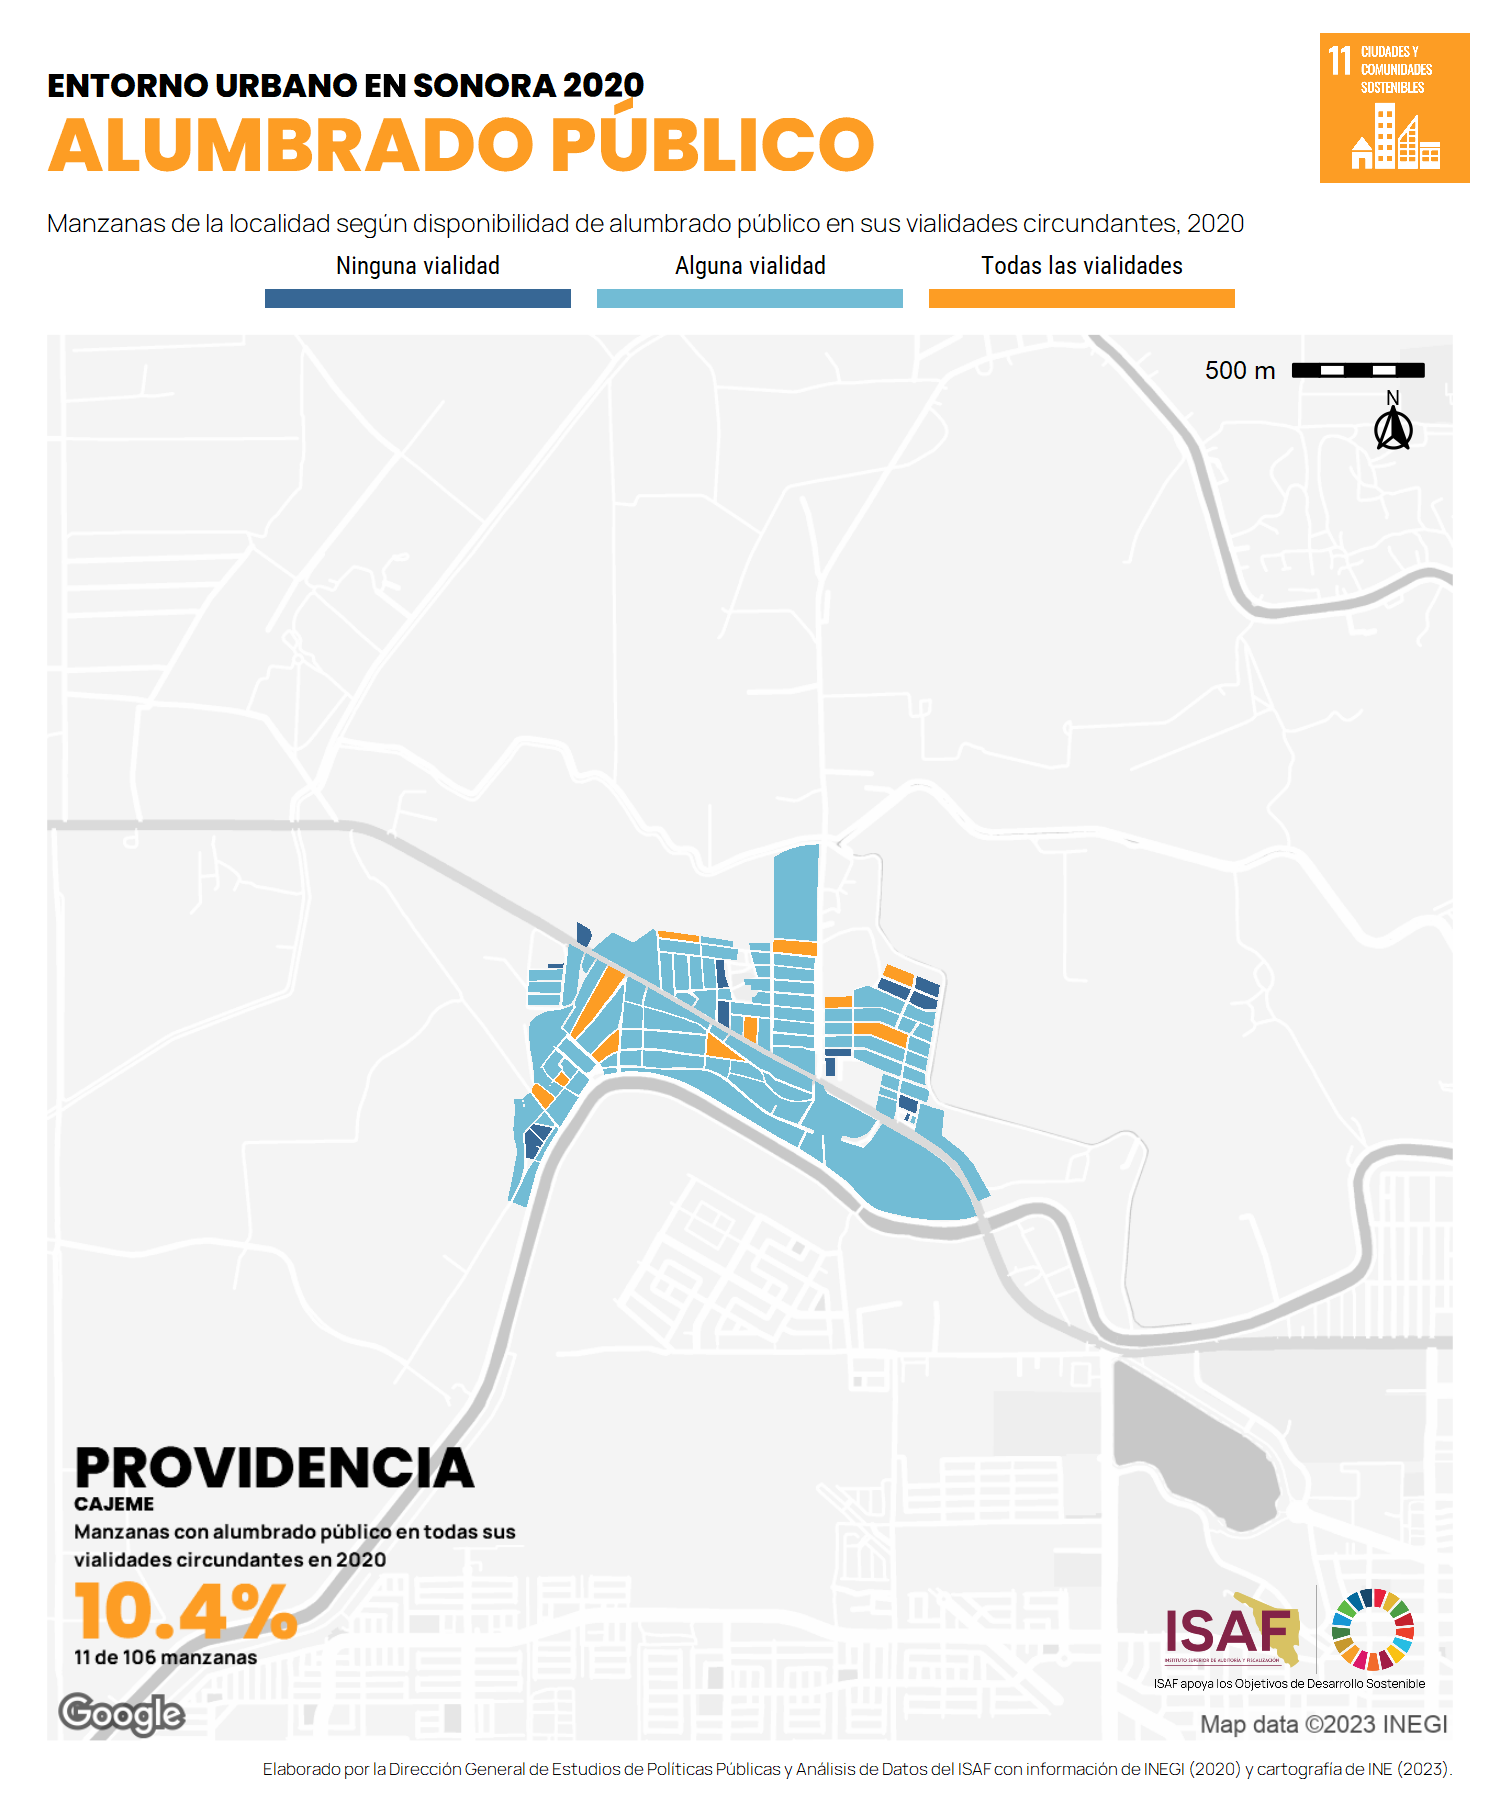 ENTORNO URBANO EN SONORA 2020
ALUMBRADO PÚBLICO
11 CIUDADES Y
COMUNIDADES
SOSTENIBLES
Manzanas de la localidad según disponibilidad de alumbrado público en sus vialidades circundantes, 2020
Ninguna vialidad
Alguna vialidad
Todas las vialidades
500 m
N
PROVIDENCIA
CAJEME
Manzanas con alumbrado público en todas sus
vialidades circundantes en 2020
10.4%
11 de 106 manzanas
Google
ISAF
INSTITUTO SUPERIOR DE AUDITORÍA Y FISCALIZACIÓN
ISAF apoya los Objetivos de Desarrollo Sostenible
Map data ©2023 INEGI
Elaborado por la Dirección General de Estudios de Políticas Públicas y Análisis de Datos del ISAF con información de INEGI (2020) y cartografía de INE (2023).